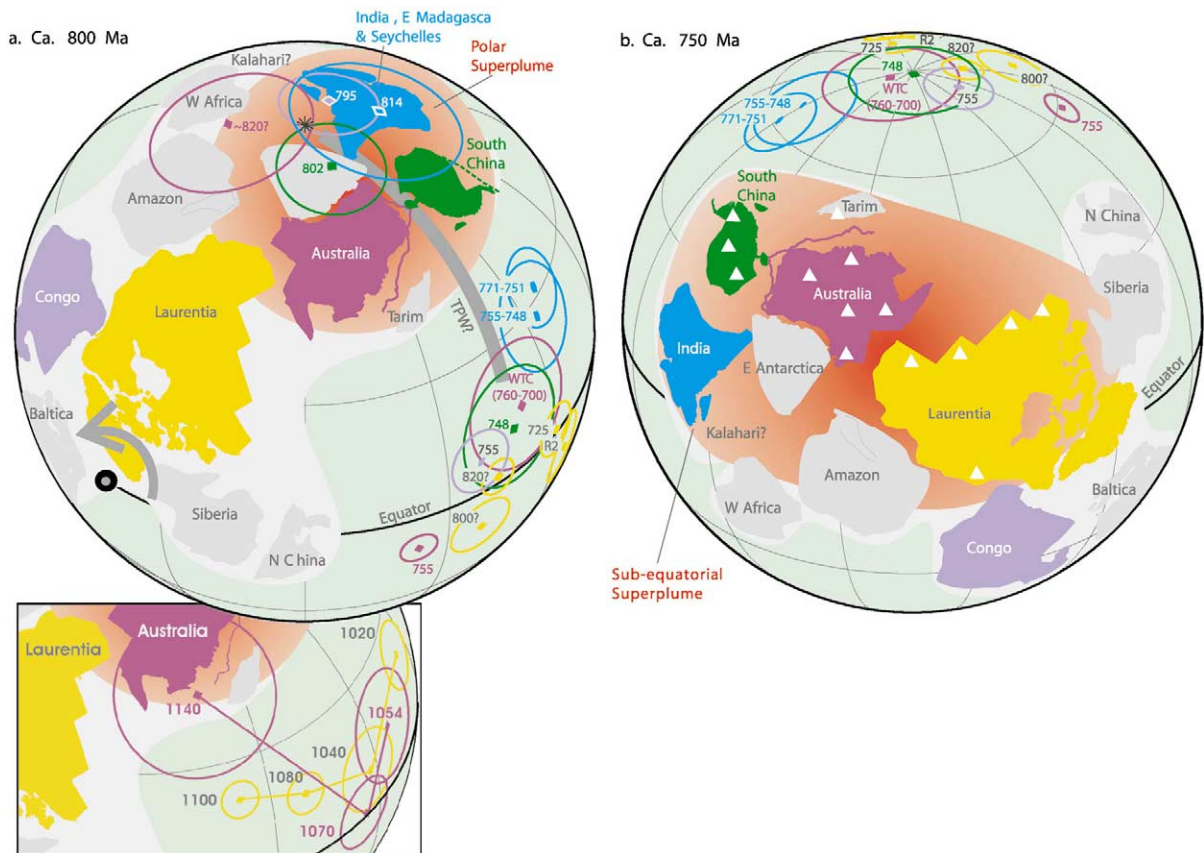 a. Ca. 800 Ma
India , E Madagasca
& Seychelles
Polar
Superplume
Kalahari?
W Africa
~820?
795
814
802
South
China
Amazon
Australia
Congo
Laurentia
Tarim
TPW?
771-751
755-748
WTC
(760-700)
748
725
R2
755
820?
800?
Baltica
Equator
Siberia
N China
755
Laurentia
Australia
1020
1140
1054
1040
1080
1100
1070
b. Ca. 750 Ma
725
R2
820?
748
800?
WTC
(760-700)
755
755
755-748
771-751
South
China
Tarim
N China
Siberia
Australia
India
E Antarctica
Equator
Laurentia
Kalahari?
Amazon
W Africa
Baltica
Congo
Sub-equatorial
Superplume